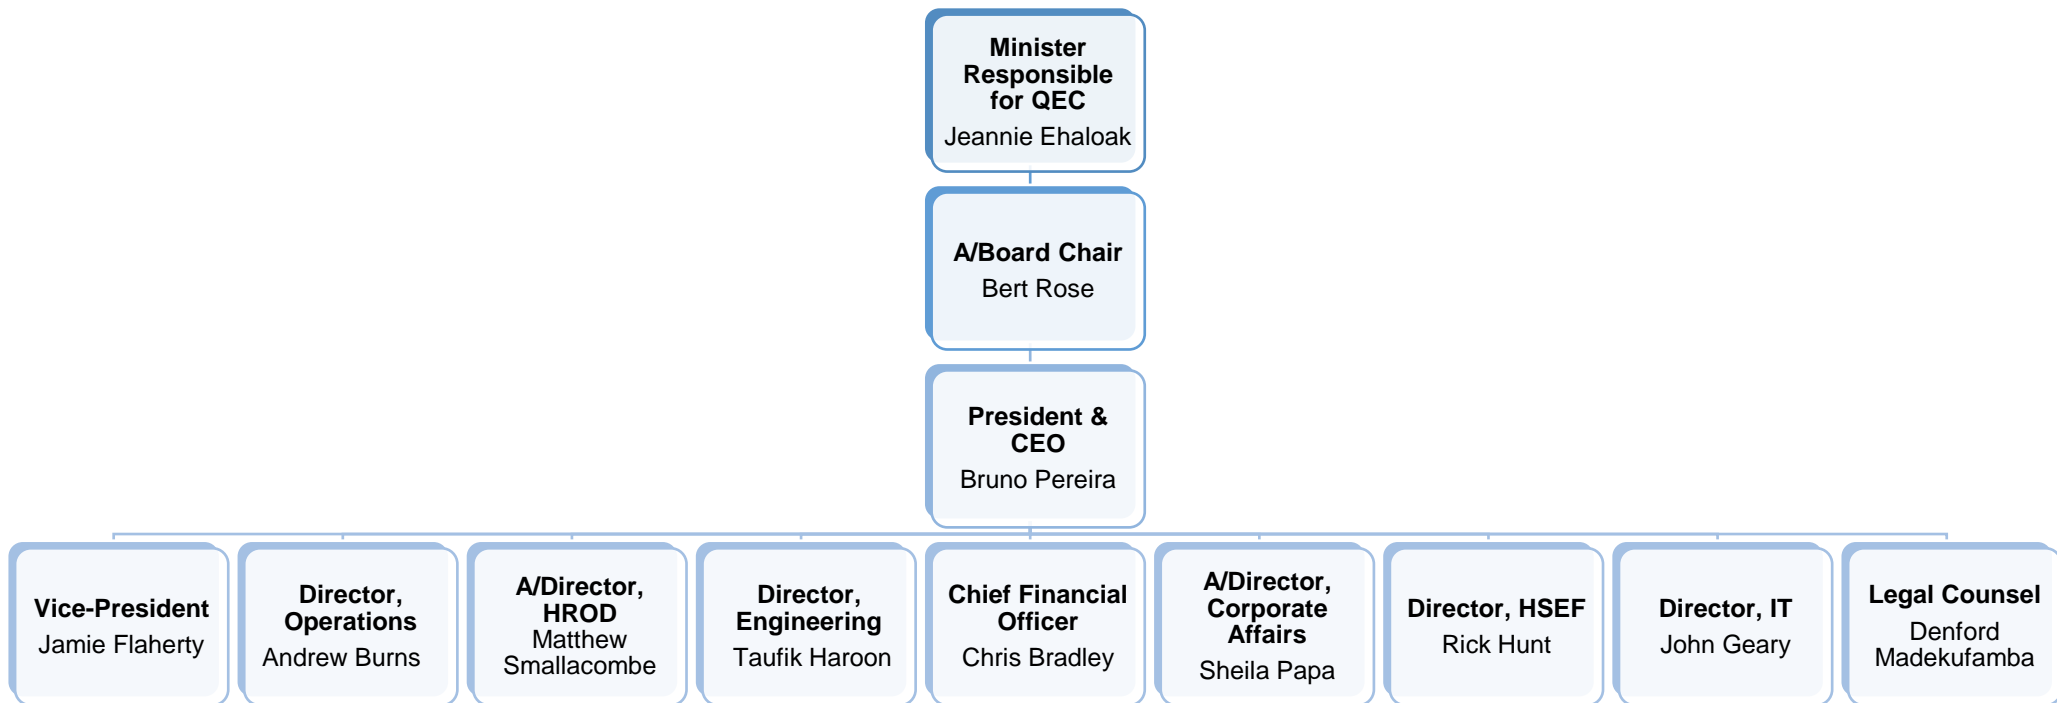 Minister
Responsible
for QEC
Jeannie Ehaloak
A/Board Chair
Bert Rose
President &
CEO
Bruno Pereira
Vice-President
Jamie Flaherty
Director,
Operations
Andrew Burns
A/Director,
HROD
Matthew
Smallacombe
Director,
Engineering
Taufik Haroon
Chief Financial
Officer
Chris Bradley
A/Director,
Corporate
Affairs
Sheila Papa
Director, HSEF
Rick Hunt
Director, IT
John Geary
Legal Counsel
Denford
Madekufamba